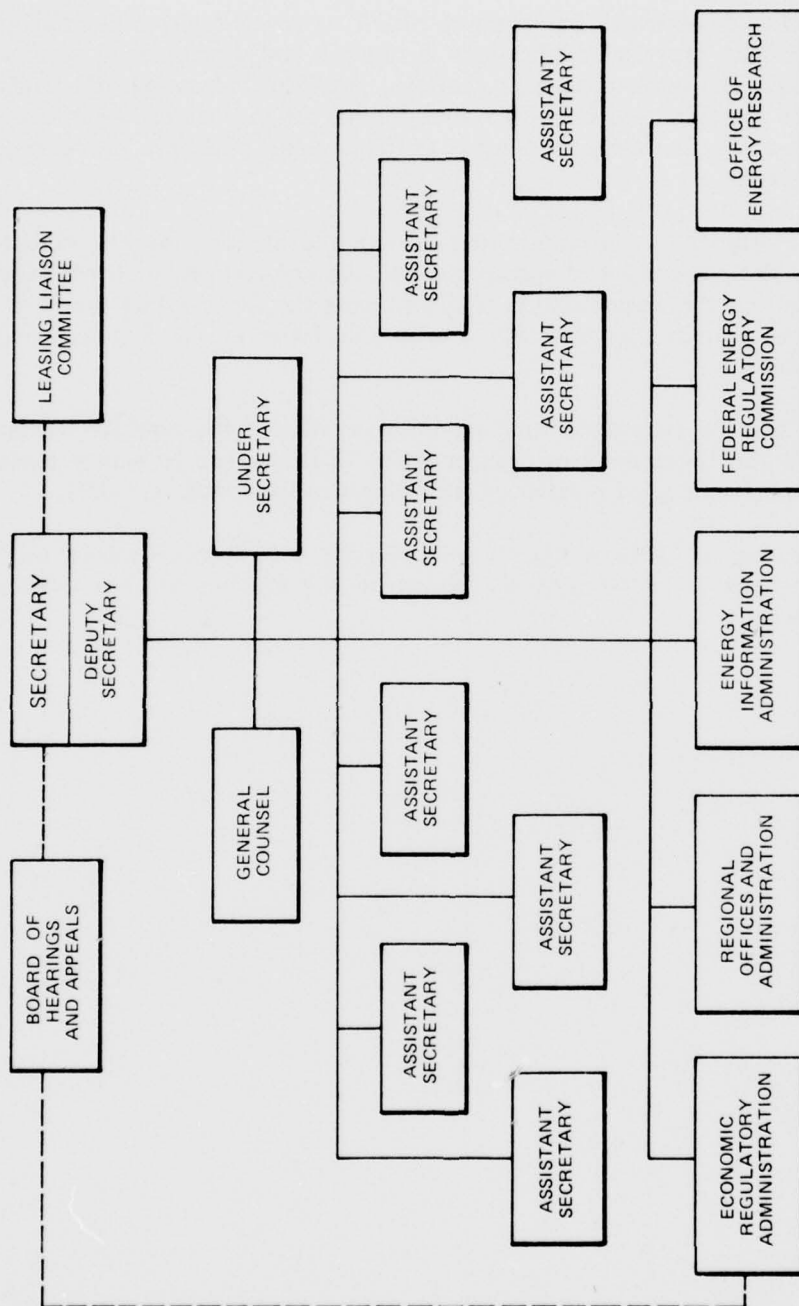 BOARD OF
HEARINGS
AND APPEALS
SECRETARY
DEPUTY
SECRETARY
LEASING LIAISON
COMMITTEE
GENERAL
COUNSEL
UNDER
SECRETARY
ASSISTANT
SECRETARY
ASSISTANT
SECRETARY
ASSISTANT
SECRETARY
ASSISTANT
SECRETARY
ASSISTANT
SECRETARY
ASSISTANT
SECRETARY
ASSISTANT
SECRETARY
ASSISTANT
SECRETARY
ECONOMIC
REGULATORY
ADMINISTRATION
REGIONAL
OFFICES AND
ADMINISTRATION
ENERGY
INFORMATION
ADMINISTRATION
FEDERAL ENERGY
REGULATORY
COMMISSION
OFFICE OF
ENERGY RESEARCH